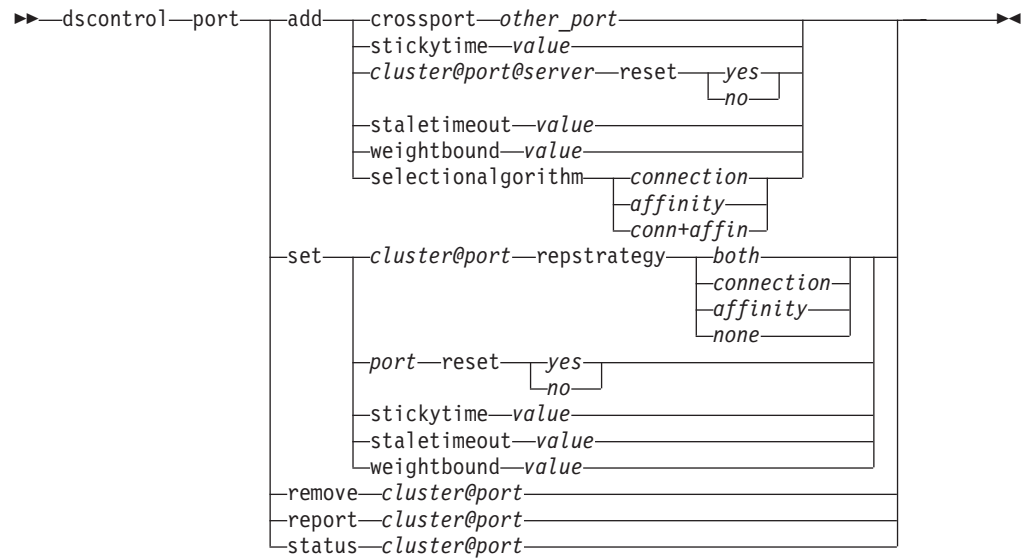 dscontrol port add crossport other_port
stickytime value
cluster@port@server reset yes
no
staletimeout value
weightbound value
selectionalgorithm connection
affinity
conn+affin
set cluster@port repstrategy both
connection
affinity
none
port reset yes
no
stickytime value
staletimeout value
weightbound value
remove cluster@port
report cluster@port
status cluster@port